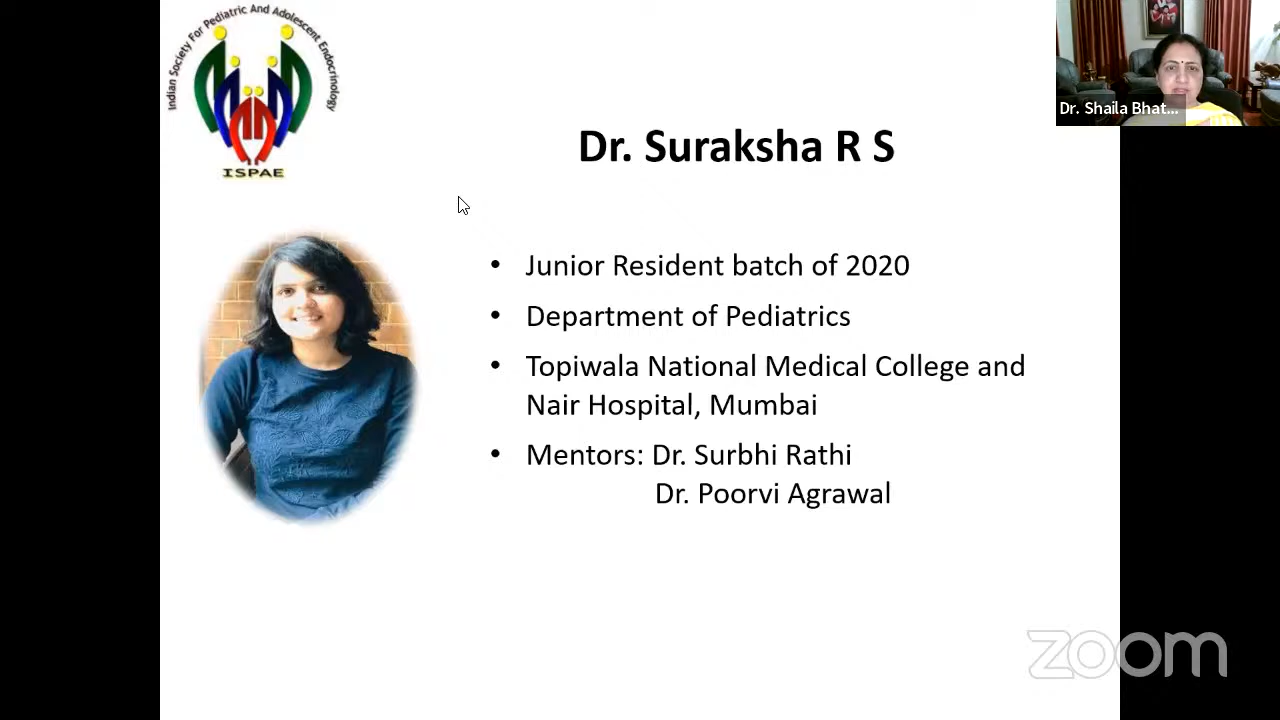 Indian Society For Pediatric And Adolescent Endocrinology
ISPAE
Dr. Shaila Bhat...
Dr. Suraksha R S
• Junior Resident batch of 2020
• Department of Pediatrics
• Topiwala National Medical College and
Nair Hospital, Mumbai
• Mentors: Dr. Surbhi Rathi
Dr. Poorvi Agrawal
zoom